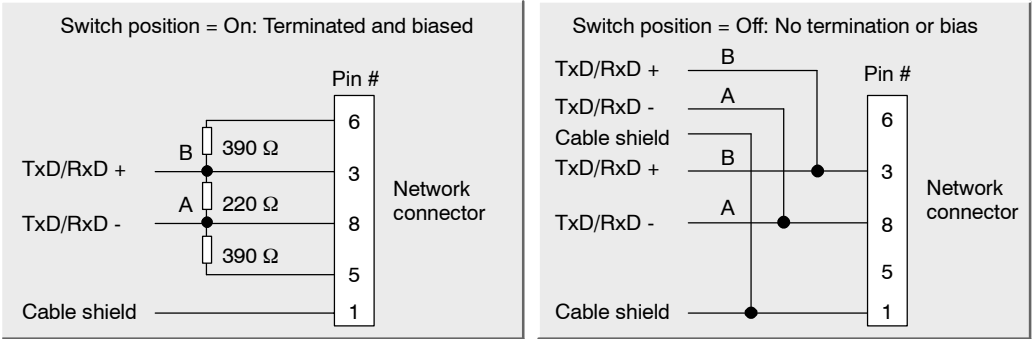 Switch position = On: Terminated and biased
Pin #
6
390 Ω
B
TxD/RxD +
3
220 Ω
A
TxD/RxD -
8
390 Ω
5
Cable shield
1
Network
connector
Switch position = Off: No termination or bias
TxD/RxD +
B
Pin #
TxD/RxD -
A
6
Cable shield
TxD/RxD +
B
3
TxD/RxD -
A
8
5
Cable shield
1
Network
connector